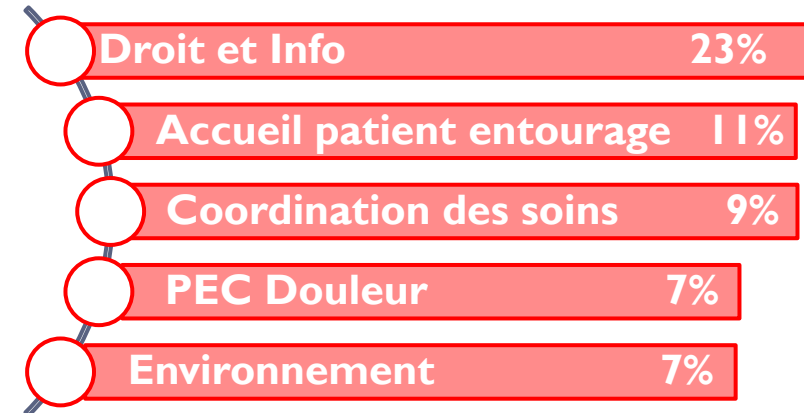 Droit et Info 23%
Accueil patient entourage 11%
Coordination des soins 9%
PEC Douleur 7%
Environnement 7%